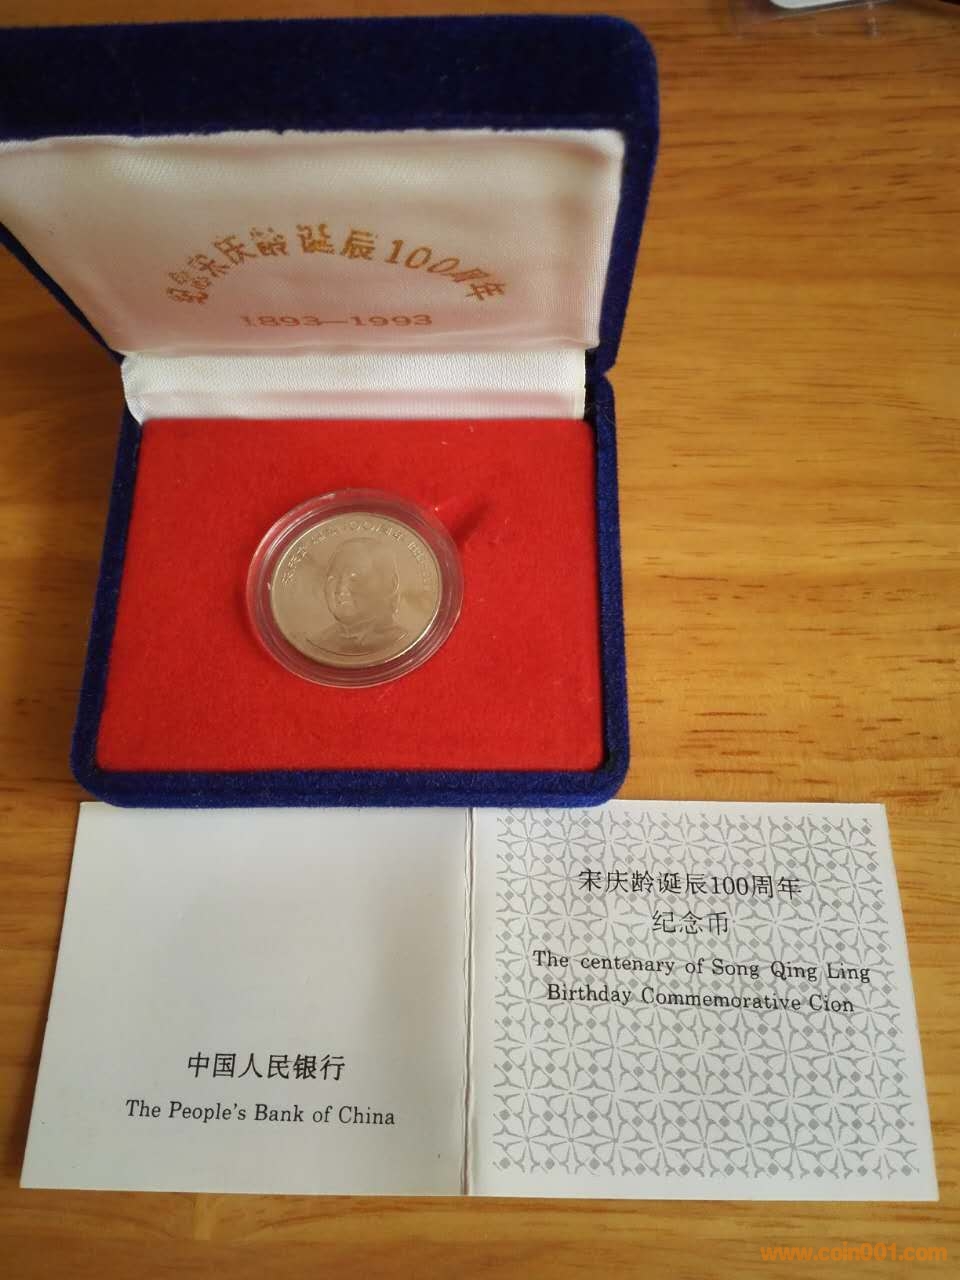 纪念宋庆龄诞辰100周年
1893—1993
宋庆龄诞辰100周年
纪念币
The centenary of Song Qing Ling
Birthday Commemorative Cion
中国人民银行
The People's Bank of China
www.coin001.com